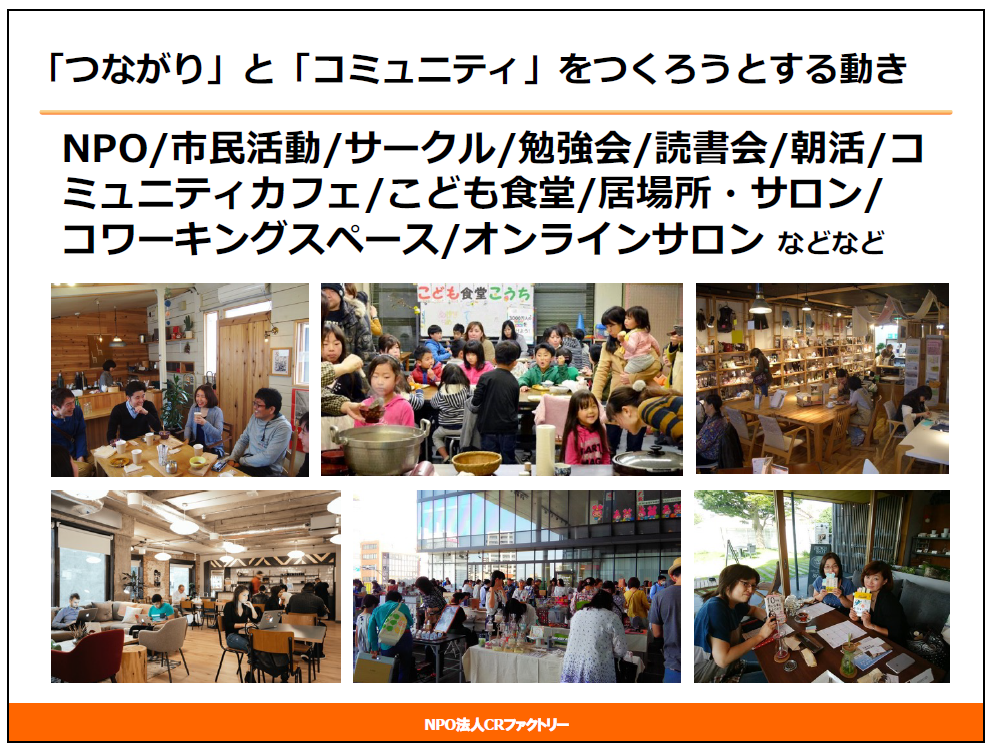 「つながり」と「コミュニティ」をつくろうとする動き
NPO/市民活動/サークル/勉強会/読書会/朝活/コ
ミュニティカフェ/こども食堂/居場所・サロン/
コワーキングスペース/オンラインサロン などなど
こども食堂こうち
NPO法人CRファクトリー